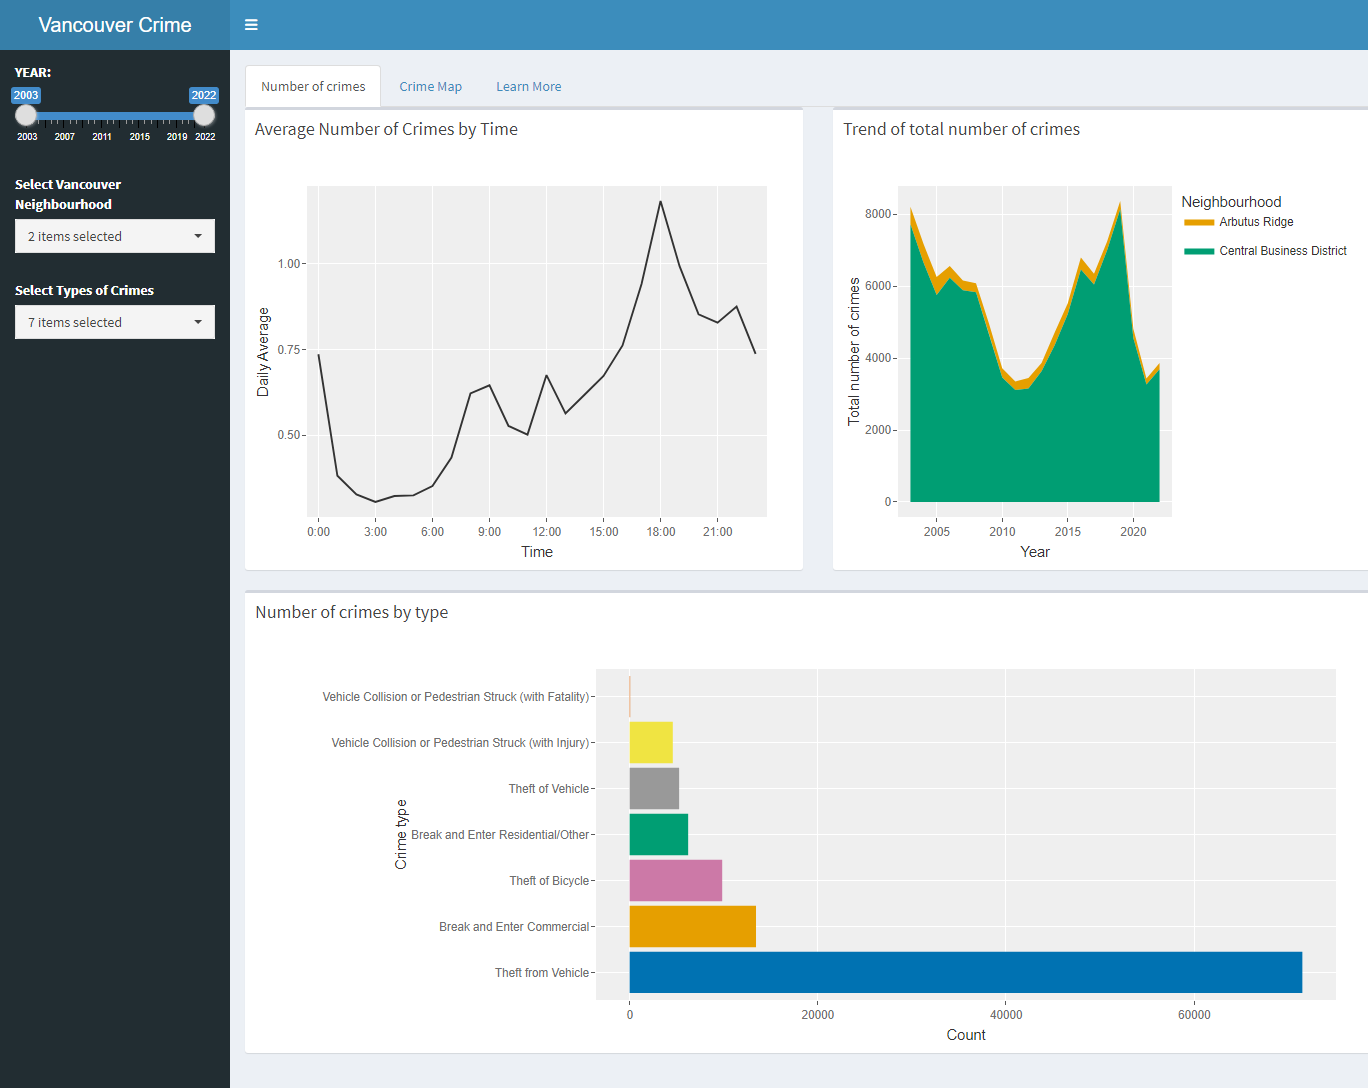 Vancouver Crime
YEAR:
2003 2022
2003 2007 2011 2015 2019 2022
Select Vancouver
Neighbourhood
2 items selected
Select Types of Crimes
7 items selected
Number of crimes Crime Map Learn More
Average Number of Crimes by Time
1.00
0.75
0.50
Daily Average
0:00 3:00 6:00 9:00 12:00 15:00 18:00 21:00
Time
Trend of total number of crimes
8000
6000
4000
2000
0
Total number of crimes
2005 2010 2015 2020
Year
Neighbourhood
Arbutus Ridge
Central Business District
Number of crimes by type
Crime type
Vehicle Collision or Pedestrian Struck (with Fatality)
Vehicle Collision or Pedestrian Struck (with Injury)
Theft of Vehicle
Break and Enter Residential/Other
Theft of Bicycle
Break and Enter Commercial
Theft from Vehicle
0 20000 40000 60000
Count